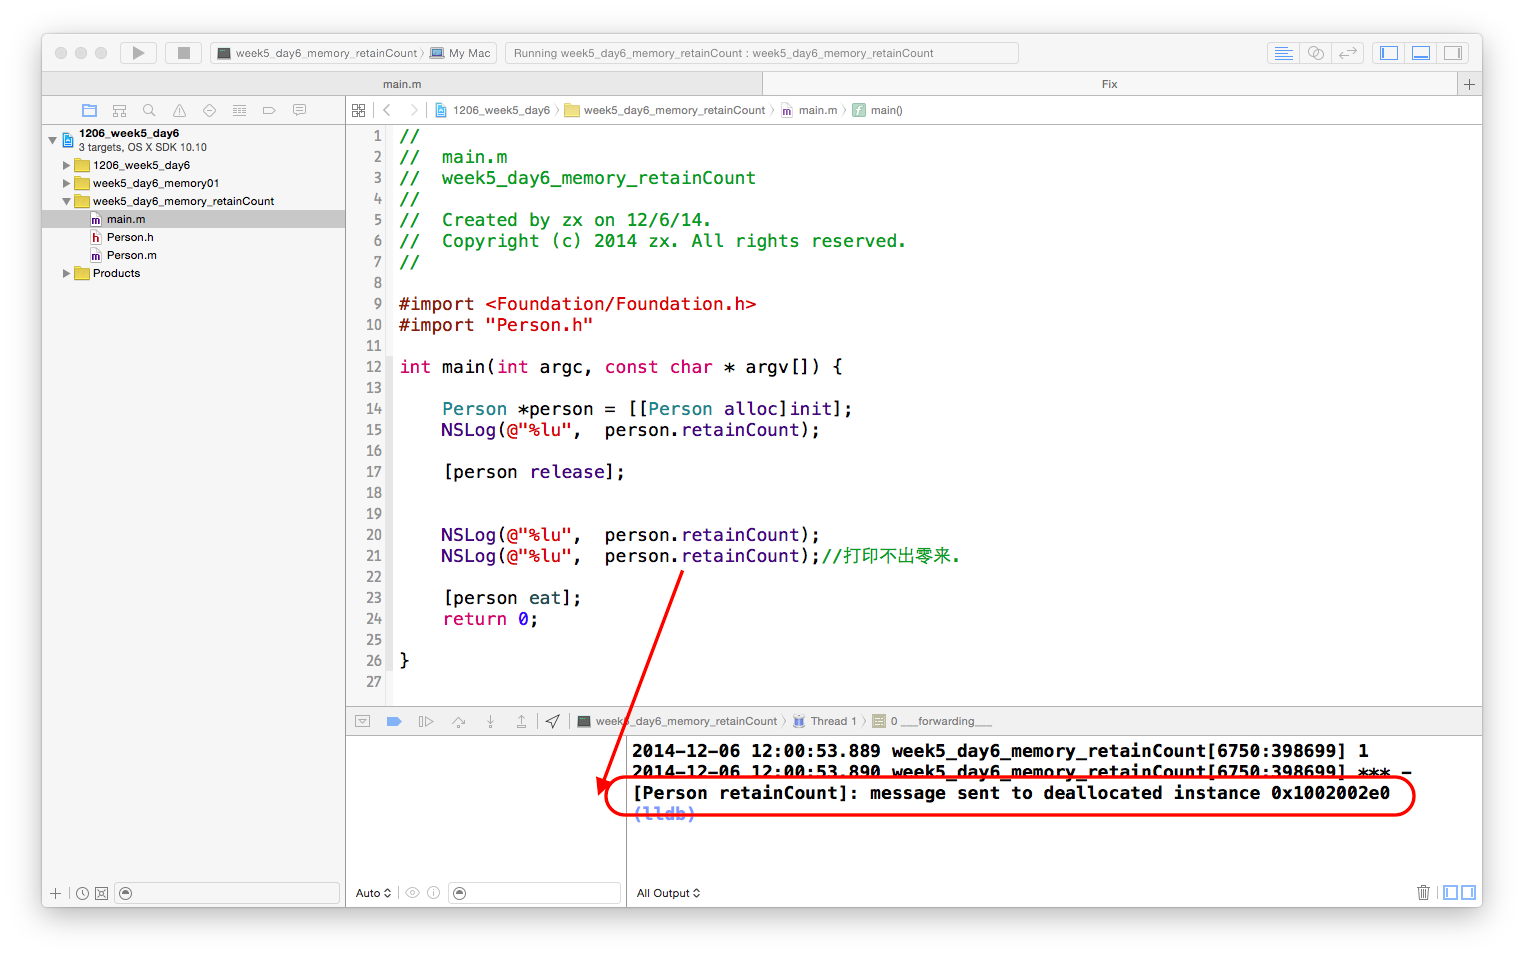 week5_day6_memory_retainCount 〉 My Mac
Running week5_day6_memory_retainCount : week5_day6_memory_retainCount
main.m
Fix
1206_week5_day6
3 targets, OS X SDK 10.10
1206_week5_day6
week5_day6_memory01
week5_day6_memory_retainCount
main.m
Person.h
Person.m
Products
1206_week5_day6 〉 week5_day6_memory_retainCount 〉 main.m 〉 main()
1 //
2 //  main.m
3 //  week5_day6_memory_retainCount
4 //
5 //  Created by zx on 12/6/14.
6 //  Copyright (c) 2014 zx. All rights reserved.
7 //
8
9 #import <Foundation/Foundation.h>
10 #import "Person.h"
11
12 int main(int argc, const char * argv[]) {
13
14     Person *person = [[Person alloc]init];
15     NSLog(@"%lu",  person.retainCount);
16
17     [person release];
18
19
20     NSLog(@"%lu",  person.retainCount);
21     NSLog(@"%lu",  person.retainCount);//打印不出零来.
22
23     [person eat];
24     return 0;
25
26 }
27
week5_day6_memory_retainCount 〉 Thread 1 〉 0 ___forwarding___
2014-12-06 12:00:53.889 week5_day6_memory_retainCount[6750:398699] 1
2014-12-06 12:00:53.890 week5_day6_memory_retainCount[6750:398699] *** -
[Person retainCount]: message sent to deallocated instance 0x1002002e0
(lldb)
Auto
All Output